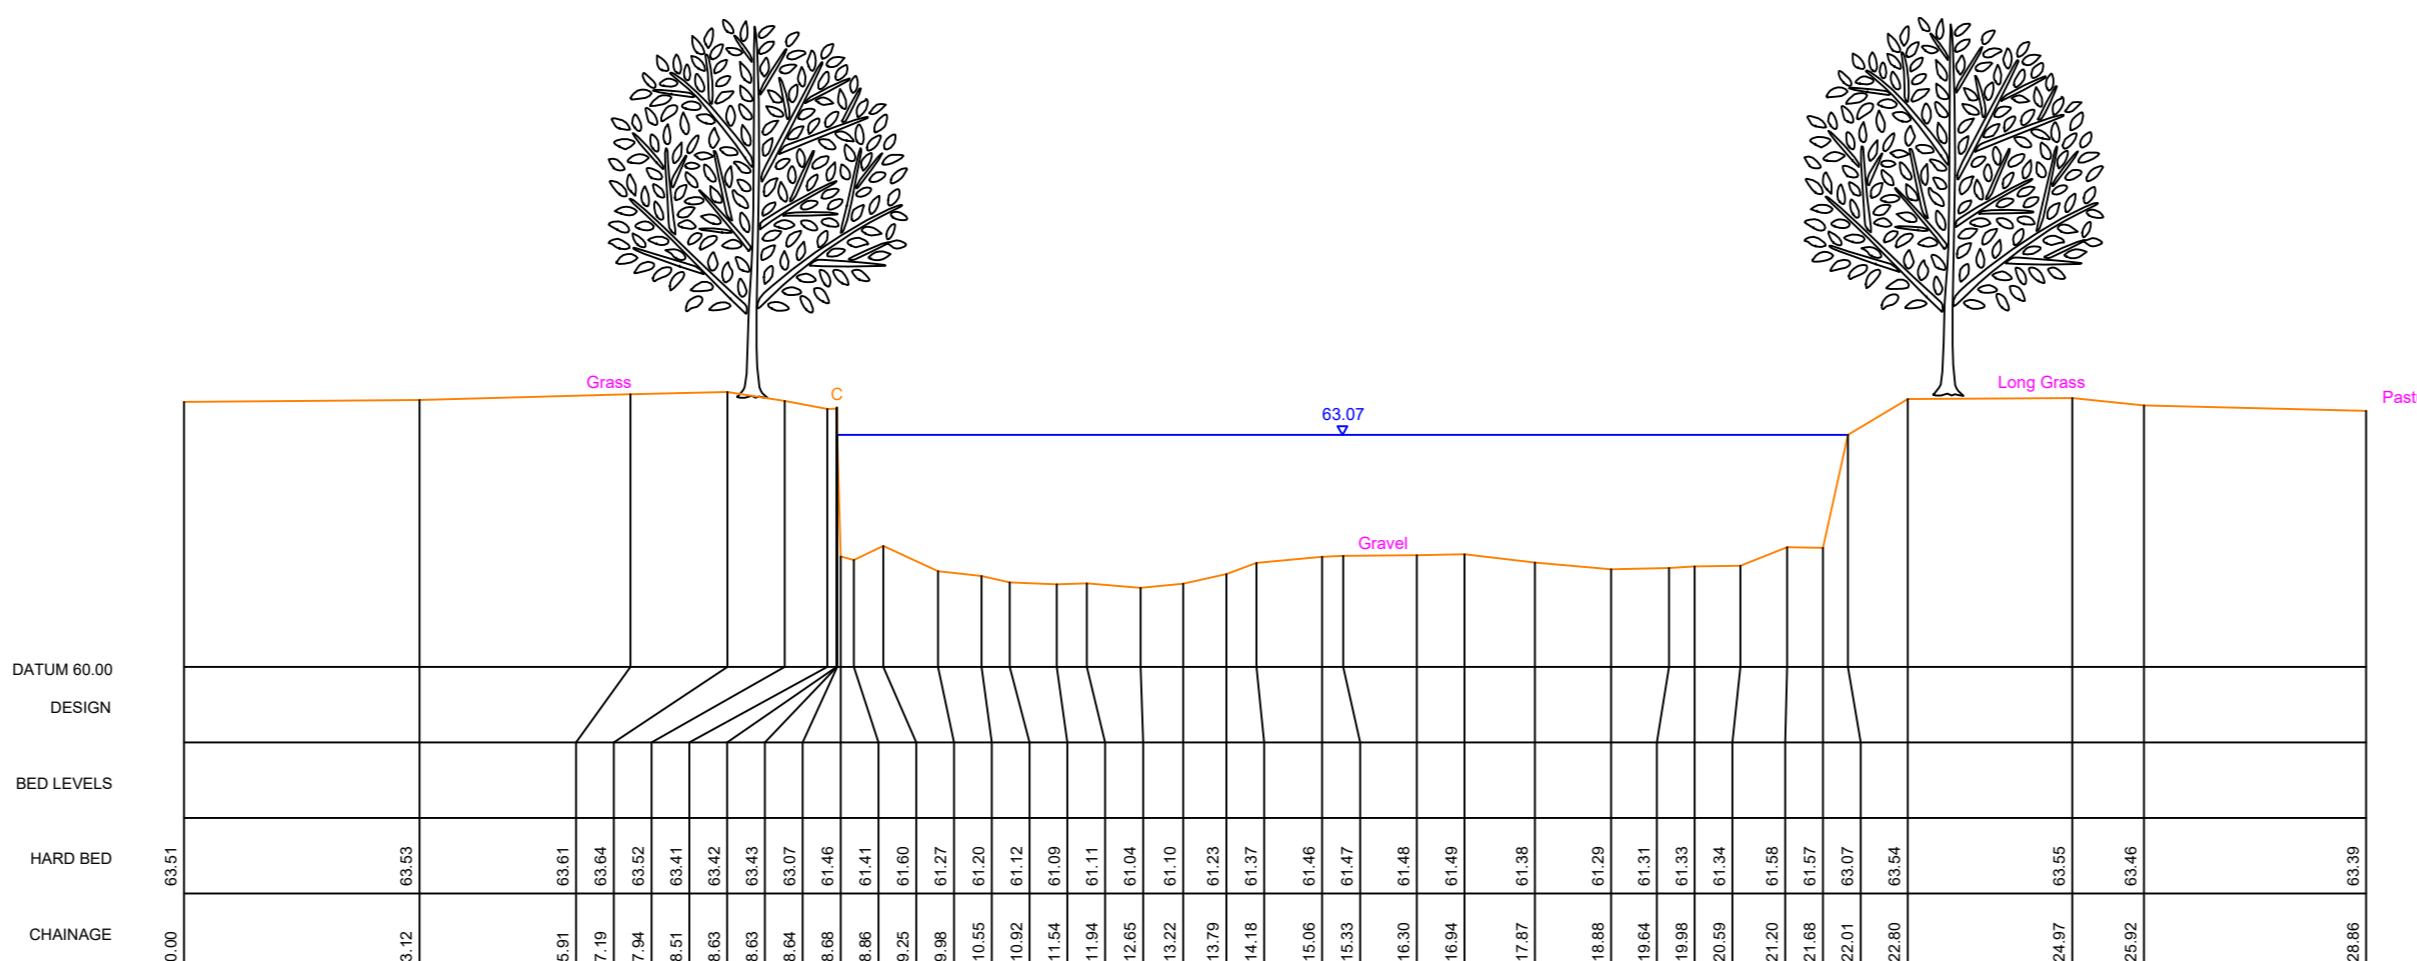 Grass
C
63.07
Long Grass
Past
Gravel
DATUM 60.00
DESIGN
BED LEVELS
HARD BED 63.51 63.53 63.61 63.64 63.52 63.41 63.42 63.43 63.07 61.46 61.41 61.60 61.27 61.20 61.12 61.09 61.11 61.04 61.10 61.23 61.37 61.46 61.47 61.48 61.49 61.38 61.29 61.31 61.33 61.34 61.58 61.57 63.07 63.54 63.55 63.46 63.39
CHAINAGE 0.00 3.12 5.91 7.19 7.94 8.51 8.63 8.63 8.64 8.68 8.86 9.25 9.98 10.55 10.92 11.54 11.94 12.65 13.22 13.79 14.18 15.06 15.33 16.30 16.94 17.87 18.88 19.64 19.98 20.59 21.20 21.68 22.01 22.80 24.97 25.92 28.86